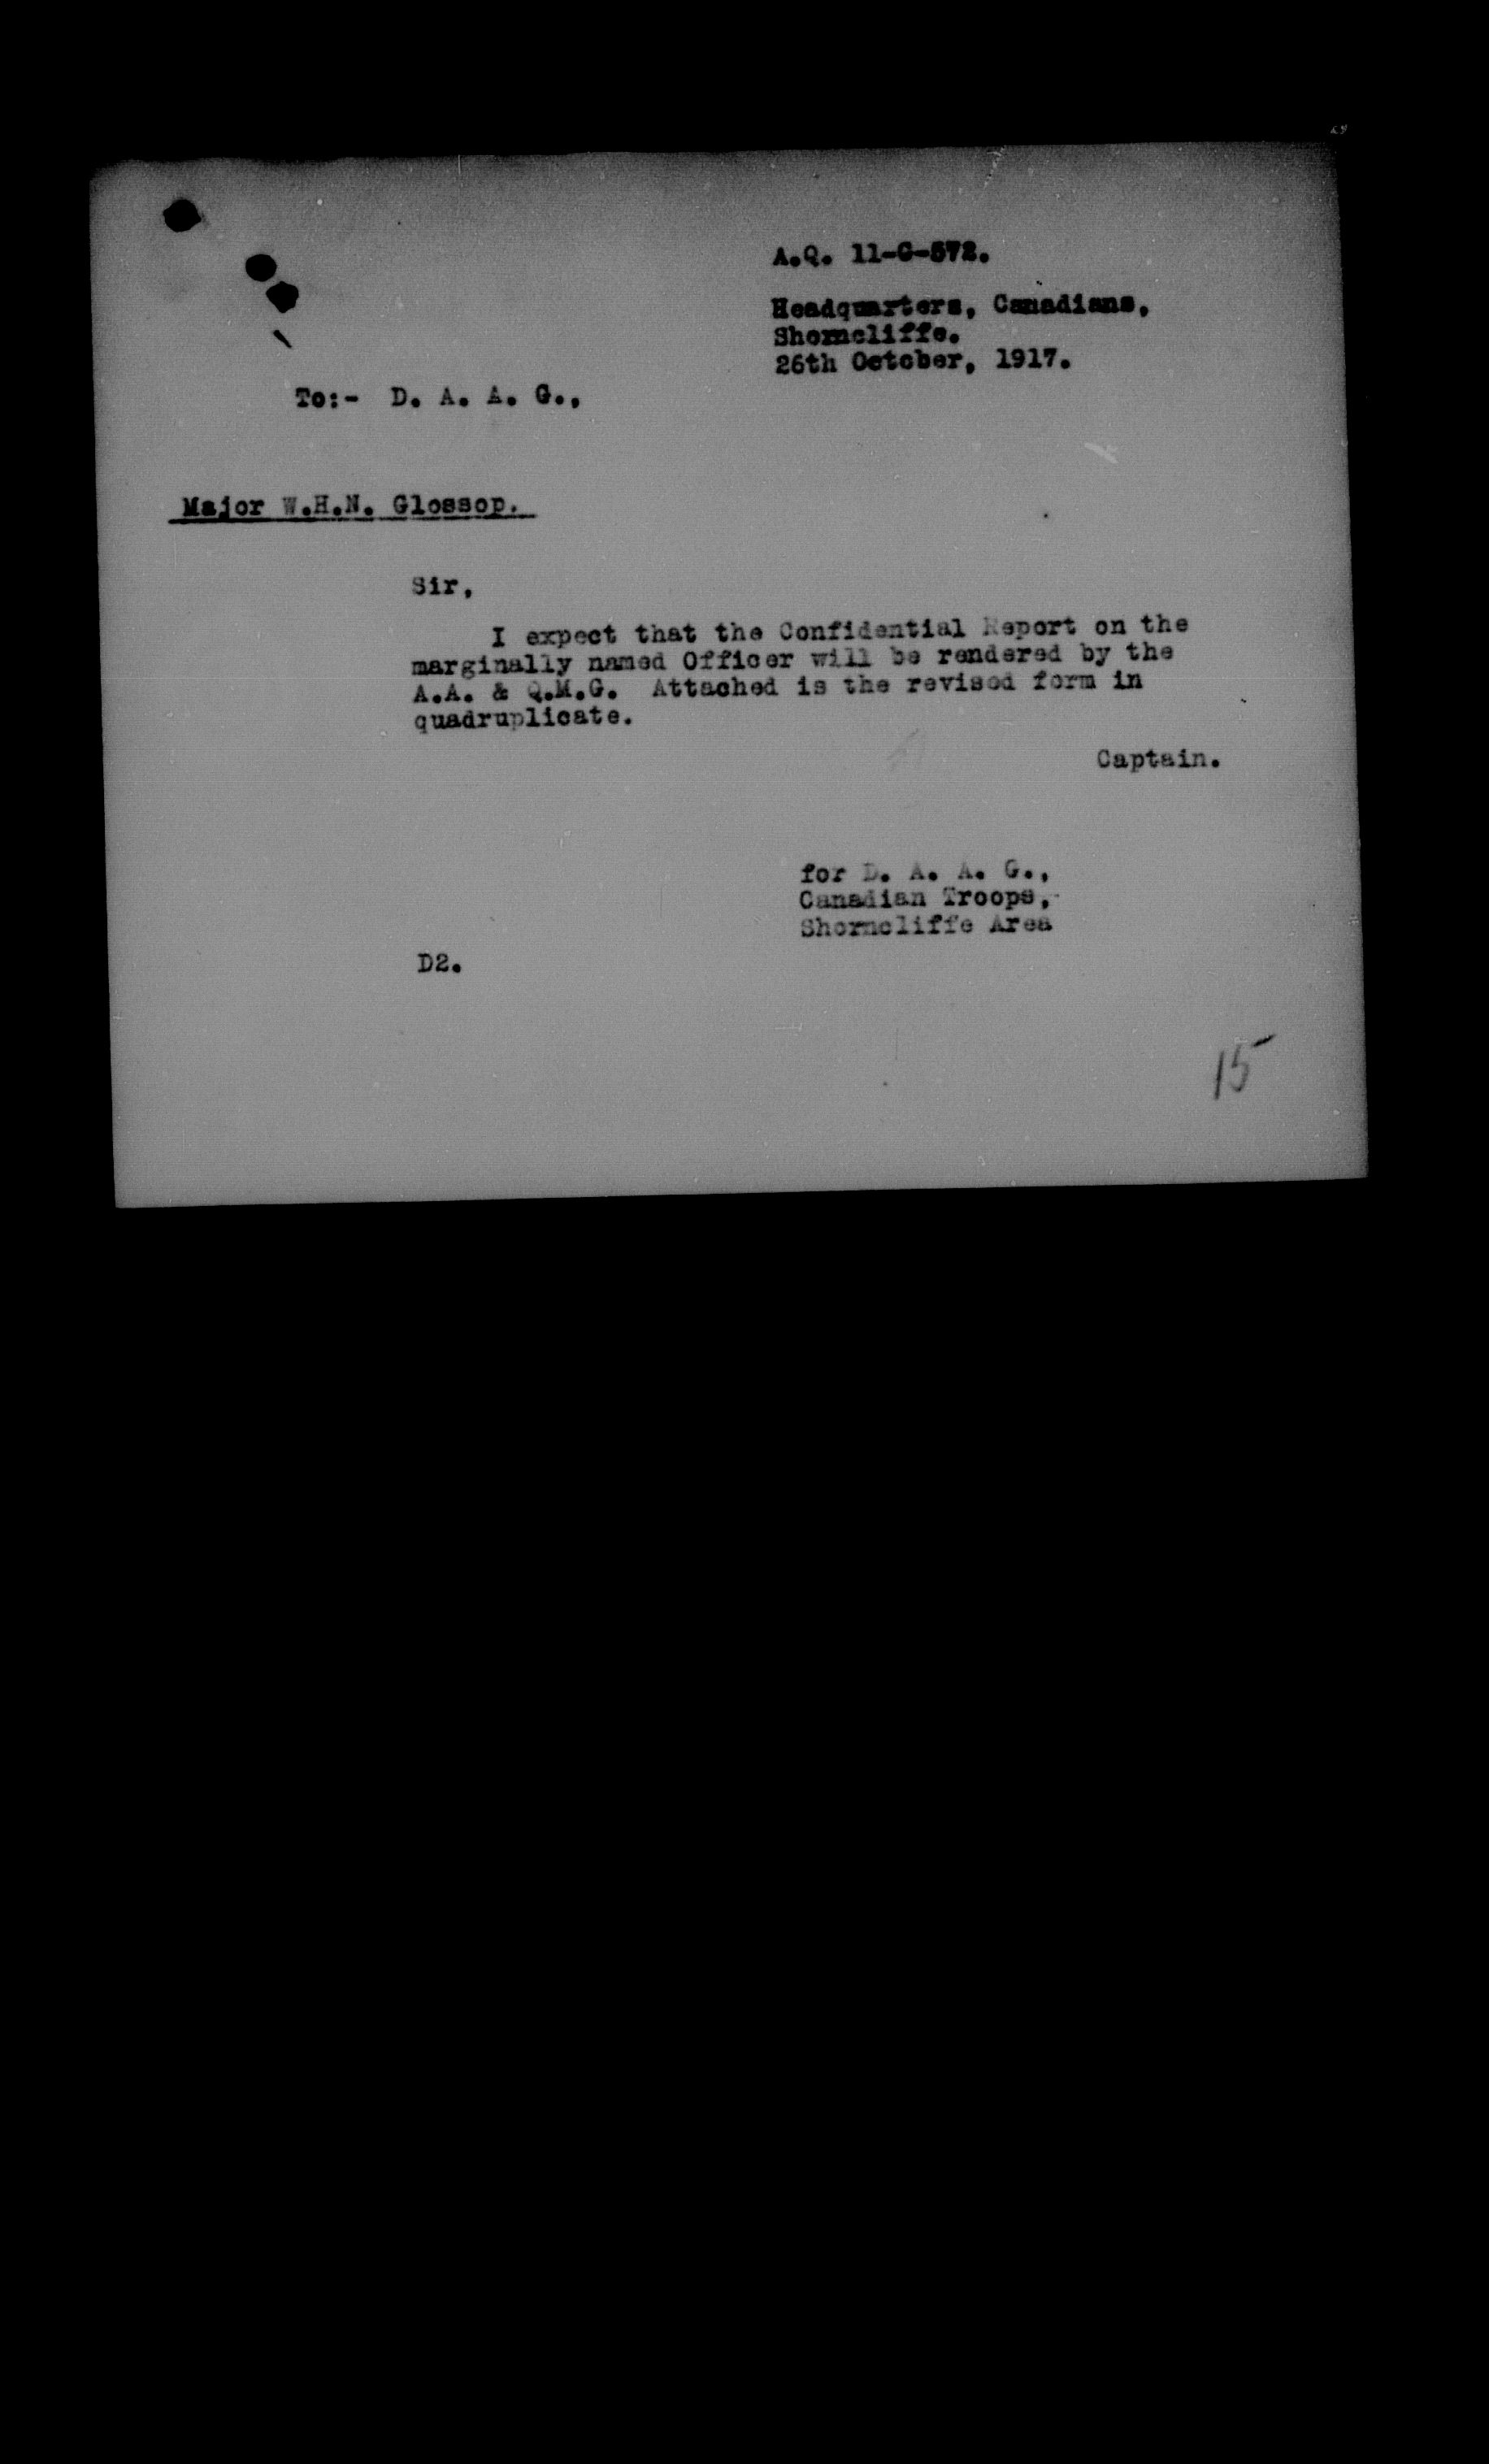 A.Q. 11-G-572.
Headquarters, Canadians,
Shorncliffe.
26th October, 1917.
To:- D. A. A. G.,
Major W.H.N. Glossop.
Sir,
I expect that the Confidential Report on the
marginally named Officer will be rendered by the
A.A. & Q.M.G. Attached is the revised form in
quadruplicate.
Captain.
for D. A. A. G.,
Canadian Troops,
Shorncliffe Area
D2.
15